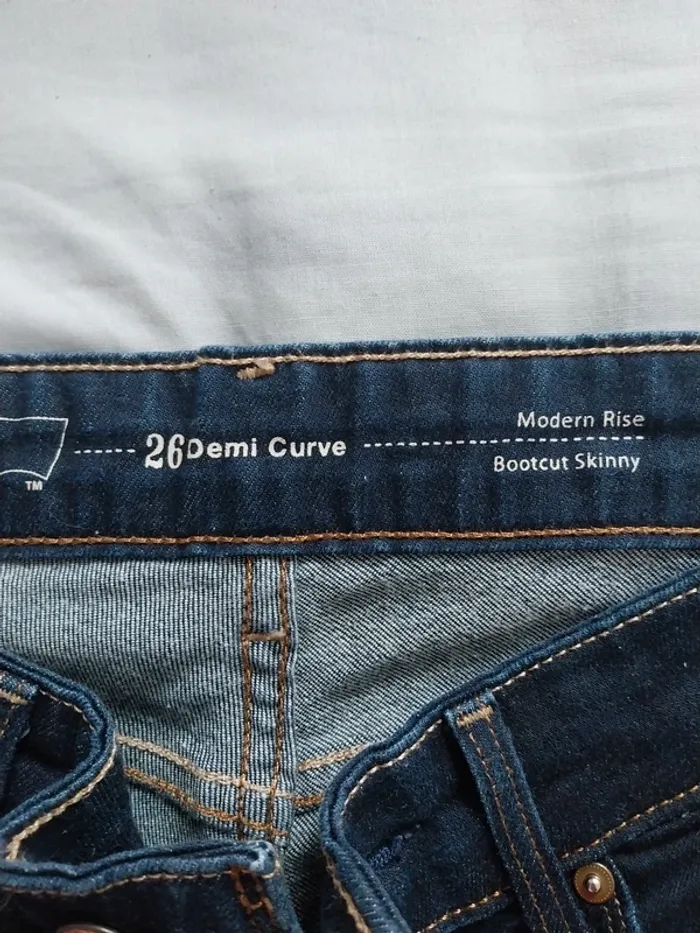 TM
26Demi Curve
Modern Rise
Bootcut Skinny